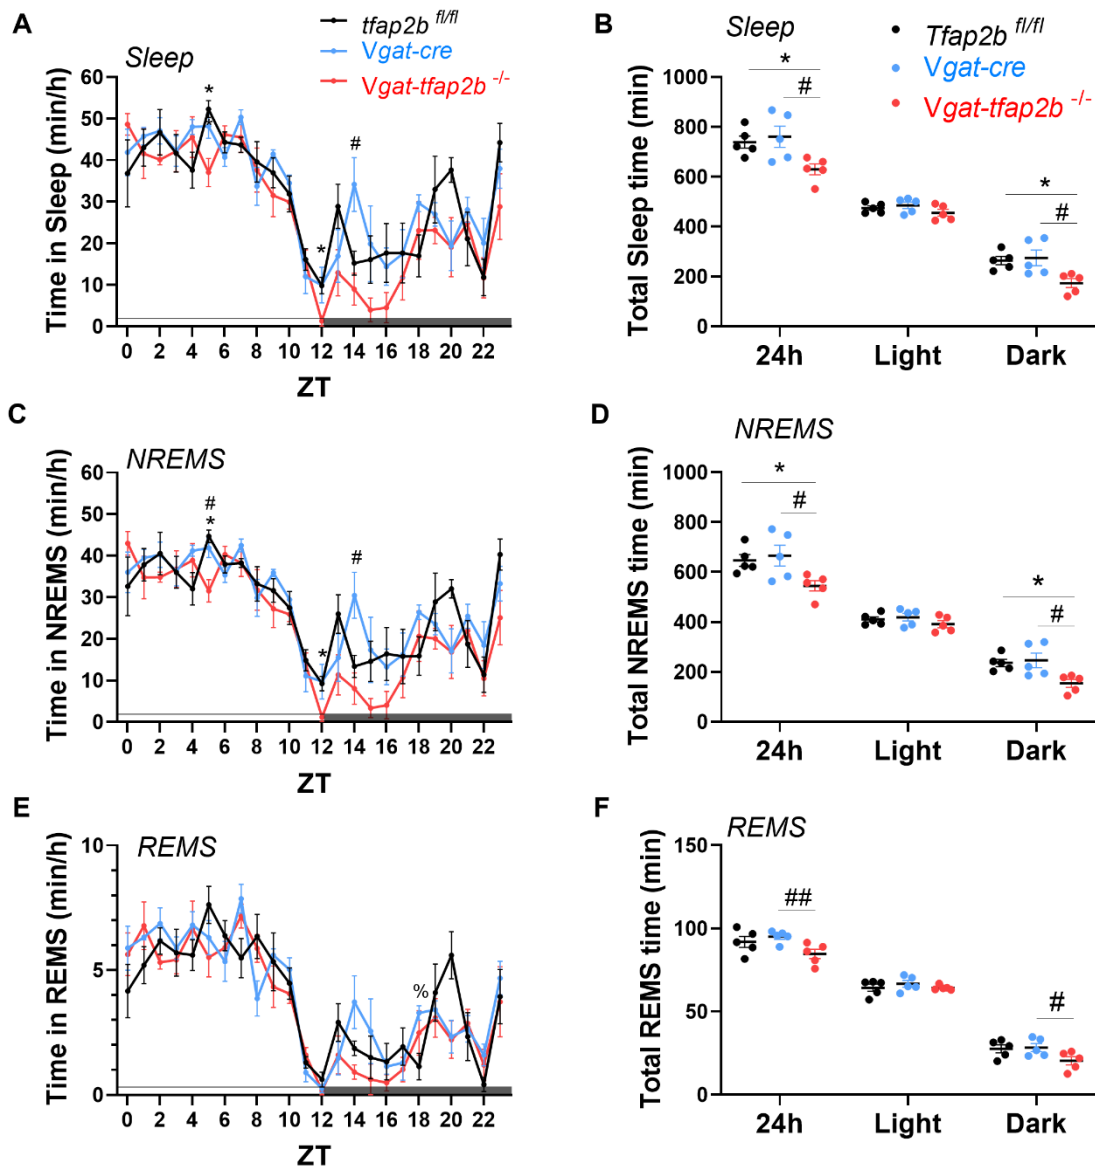 A
Sleep
tfap2b fl/fl
Vgat-cre
Vgat-tfap2b -/-
Time in Sleep (min/h)
60
50
40
30
20
10
0
*
*
#
0 2 4 6 8 10 12 14 16 18 20 22
ZT
B
Sleep
Tfap2b fl/fl
Vgat-cre
Vgat-tfap2b -/-
Total Sleep time (min)
1000
800
600
400
200
0
*
#
*
#
24h Light Dark
C
NREMS
Time in NREMS (min/h)
60
50
40
30
20
10
0
#
*
*
#
0 2 4 6 8 10 12 14 16 18 20 22
ZT
D
NREMS
Total NREMS time (min)
1000
800
600
400
200
0
*
#
*
#
24h Light Dark
E
REMS
Time in REMS (min/h)
10
5
0
%
0 2 4 6 8 10 12 14 16 18 20 22
ZT
F
REMS
Total REMS time (min)
150
100
50
0
##
#
24h Light Dark